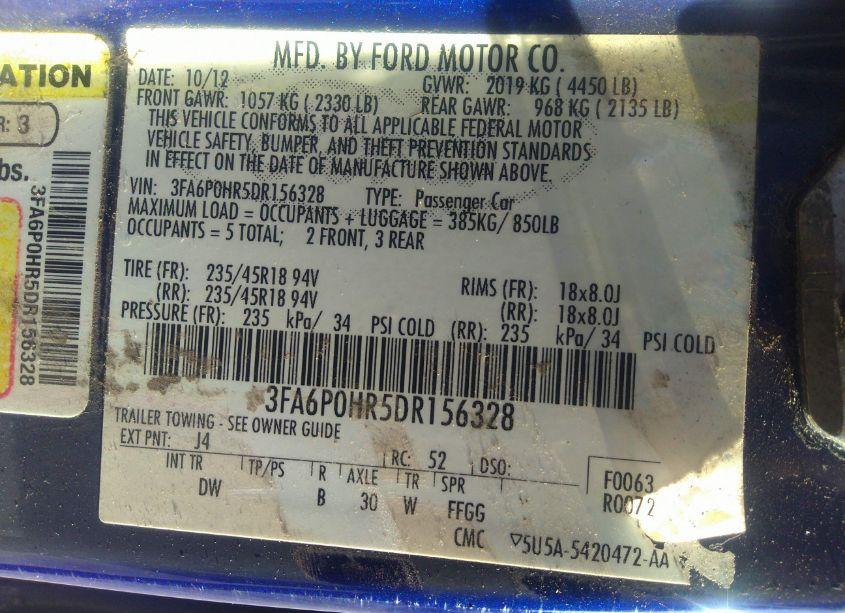 ATION
R: 3
bs.
3FA6P0HR5DR156328
MFD. BY FORD MOTOR CO.
DATE: 10/12 GVWR: 2019 KG ( 4450 LB)
FRONT GAWR: 1057 KG ( 2330 LB) REAR GAWR: 968 KG ( 2135 LB)
THIS VEHICLE CONFORMS TO ALL APPLICABLE FEDERAL MOTOR
VEHICLE SAFETY, BUMPER, AND THEFT PREVENTION STANDARDS
IN EFFECT ON THE DATE OF MANUFACTURE SHOWN ABOVE.
VIN: 3FA6P0HR5DR156328 TYPE: Passenger Car
MAXIMUM LOAD = OCCUPANTS + LUGGAGE = 385KG/ 850LB
OCCUPANTS = 5 TOTAL; 2 FRONT, 3 REAR
TIRE (FR): 235/45R18 94V RIMS (FR): 18x8.0J
(RR): 235/45R18 94V (RR): 18x8.0J
PRESSURE (FR): 235 kPa/ 34 PSI COLD (RR): 235 kPa/ 34 PSI COLD
3FA6P0HR5DR156328
TRAILER TOWING - SEE OWNER GUIDE
EXT PNT: J4 RC: 52 DSO:
INT TR TP/PS R AXLE TR SPR F0063
DW B 30 W FFGG R0072
CMC 5U5A-5420472-AA